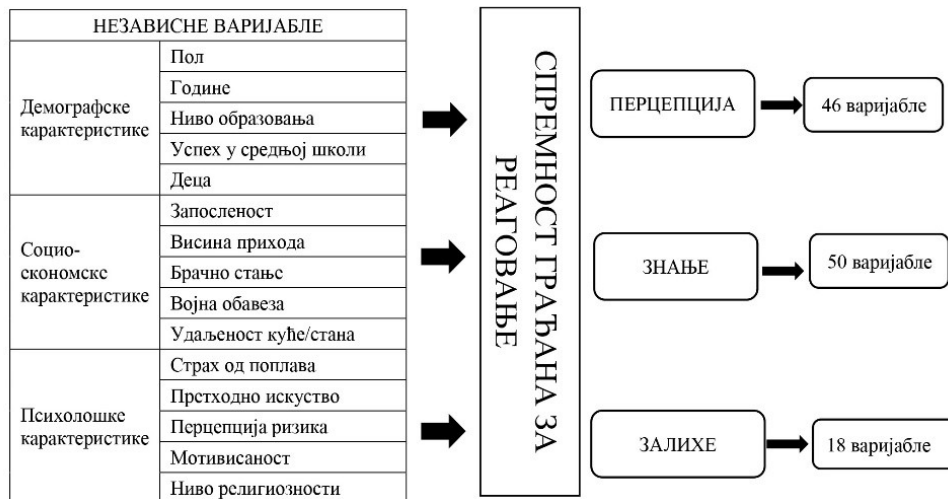 НЕЗАВИСНЕ ВАРИЈАБЛЕ
Демографске
карактеристике
Пол
Године
Ниво образовања
Успех у средњој школи
Деца
Социо-
економске
карактеристике
Запосленост
Висина прихода
Брачно стање
Војна обавеза
Удаљеност куће/стана
Психолошке
карактеристике
Страх од поплава
Претходно искуство
Перцепција ризика
Мотивисаност
Ниво религиозности
СПРЕМНОСТ ГРАЂАНА ЗА
РЕАГОВАЊЕ
ПЕРЦЕПЦИЈА
46 варијабле
ЗНАЊЕ
50 варијабле
ЗАЛИХЕ
18 варијабле